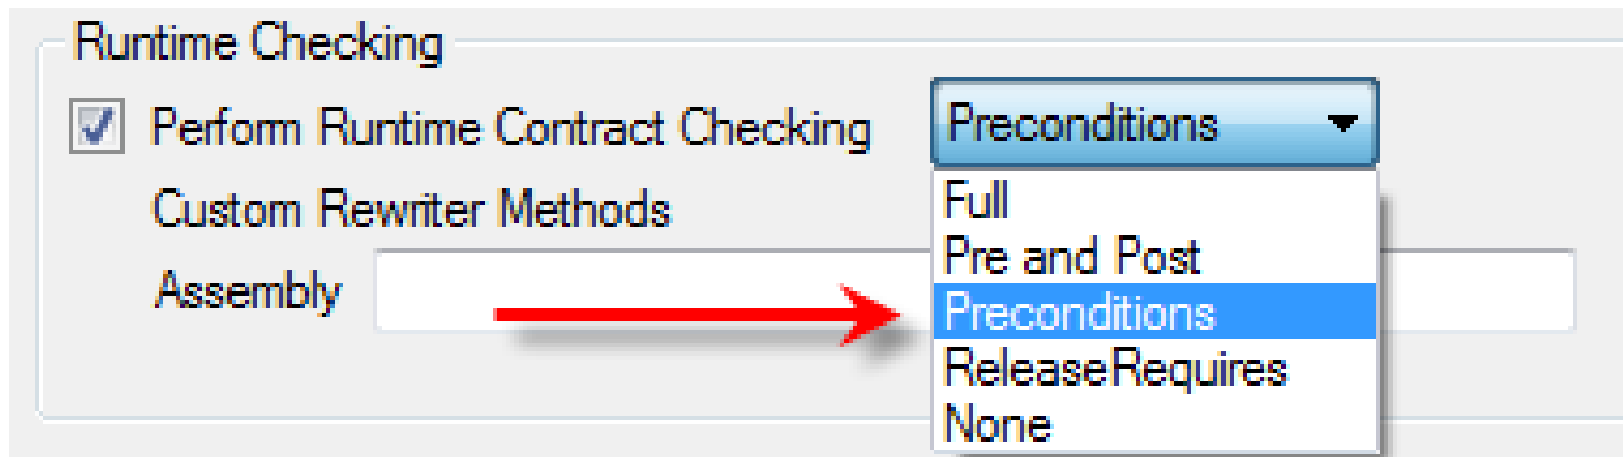 Runtime Checking
Perform Runtime Contract Checking Preconditions
Custom Rewriter Methods
Assembly
Full
Pre and Post
Preconditions
ReleaseRequires
None